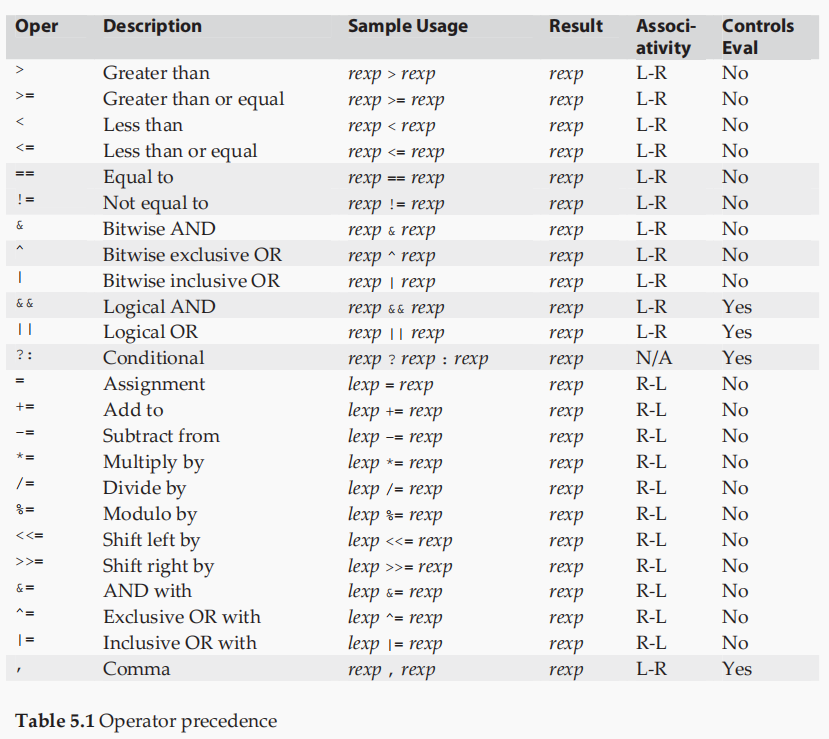 Oper Description Sample Usage Result Associ- Controls
ativity Eval
> Greater than rexp > rexp rexp L-R No
>= Greater than or equal rexp >= rexp rexp L-R No
< Less than rexp < rexp rexp L-R No
<= Less than or equal rexp <= rexp rexp L-R No
== Equal to rexp == rexp rexp L-R No
!= Not equal to rexp != rexp rexp L-R No
& Bitwise AND rexp & rexp rexp L-R No
^ Bitwise exclusive OR rexp ^ rexp rexp L-R No
| Bitwise inclusive OR rexp | rexp rexp L-R No
&& Logical AND rexp && rexp rexp L-R Yes
|| Logical OR rexp || rexp rexp L-R Yes
?: Conditional rexp ? rexp : rexp rexp N/A Yes
= Assignment lexp = rexp rexp R-L No
+= Add to lexp += rexp rexp R-L No
-= Subtract from lexp -= rexp rexp R-L No
*= Multiply by lexp *= rexp rexp R-L No
/= Divide by lexp /= rexp rexp R-L No
%= Modulo by lexp %= rexp rexp R-L No
<<= Shift left by lexp <<= rexp rexp R-L No
>>= Shift right by lexp >>= rexp rexp R-L No
&= AND with lexp &= rexp rexp R-L No
^= Exclusive OR with lexp ^= rexp rexp R-L No
|= Inclusive OR with lexp |= rexp rexp R-L No
, Comma rexp , rexp rexp L-R Yes
Table 5.1 Operator precedence